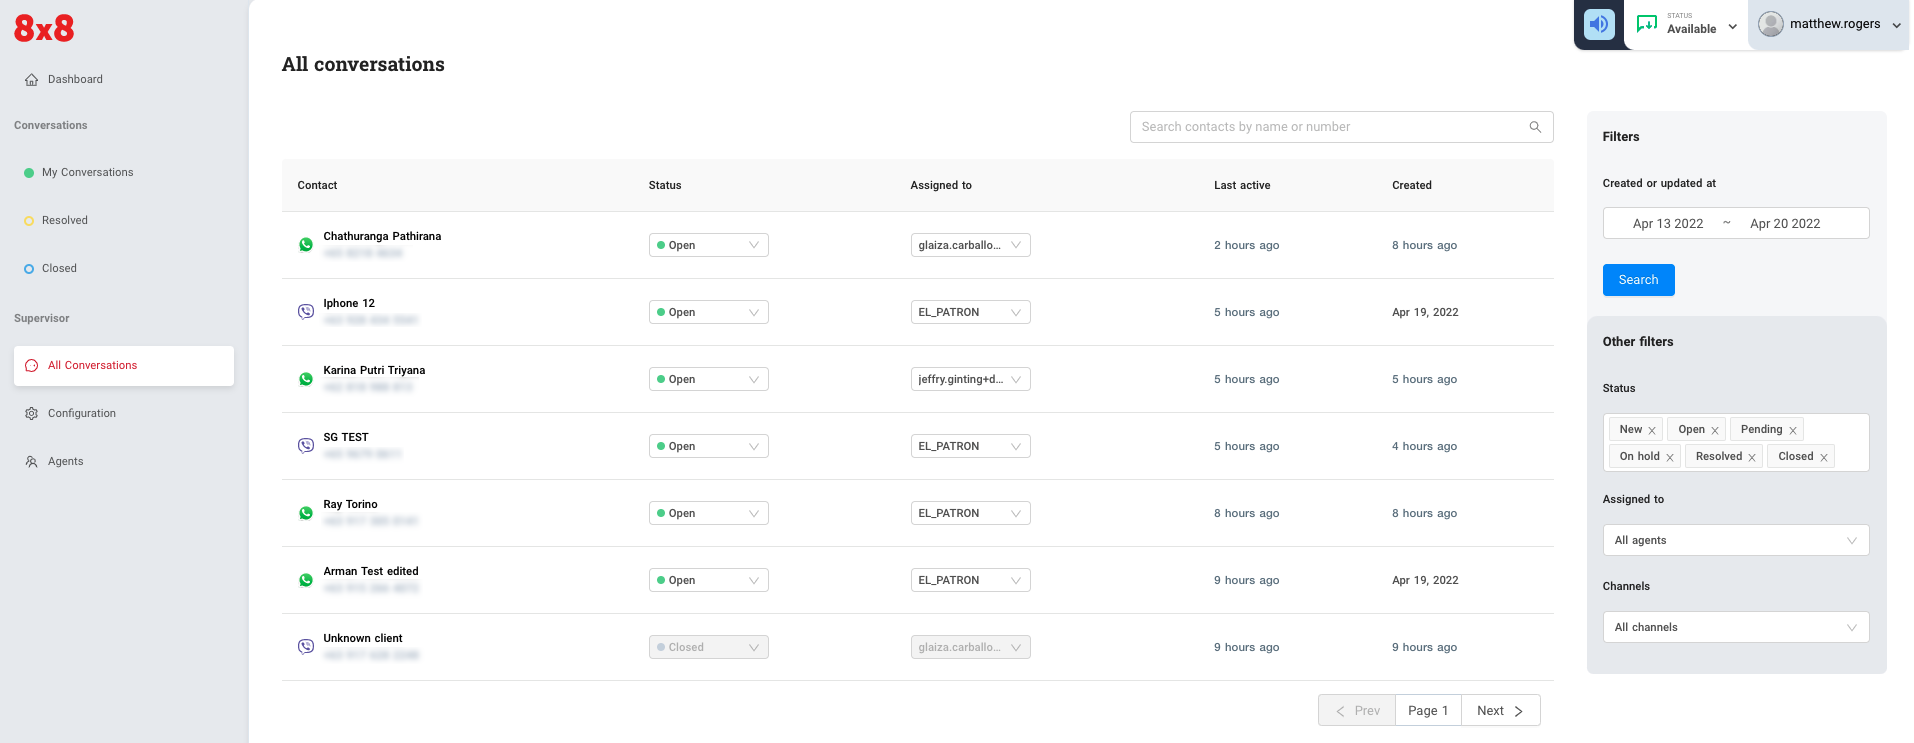 8x8
Dashboard
Conversations
My Conversations
Resolved
Closed
Supervisor
All Conversations
Configuration
Agents
STATUS
Available
matthew.rogers
All conversations
Search contacts by name or number
Contact Status Assigned to Last active Created
Chathuranga Pathirana
Open glaiza.carballo... 2 hours ago 8 hours ago
Iphone 12
Open EL_PATRON 5 hours ago Apr 19, 2022
Karina Putri Triyana
Open jeffry.ginting+d... 5 hours ago 5 hours ago
SG TEST
Open EL_PATRON 5 hours ago 4 hours ago
Ray Torino
Open EL_PATRON 8 hours ago 8 hours ago
Arman Test edited
Open EL_PATRON 9 hours ago Apr 19, 2022
Unknown client
Closed glaiza.carballo... 9 hours ago 9 hours ago
Prev Page 1 Next
Filters
Created or updated at
Apr 13 2022 ~ Apr 20 2022
Search
Other filters
Status
New Open Pending
On hold Resolved Closed
Assigned to
All agents
Channels
All channels